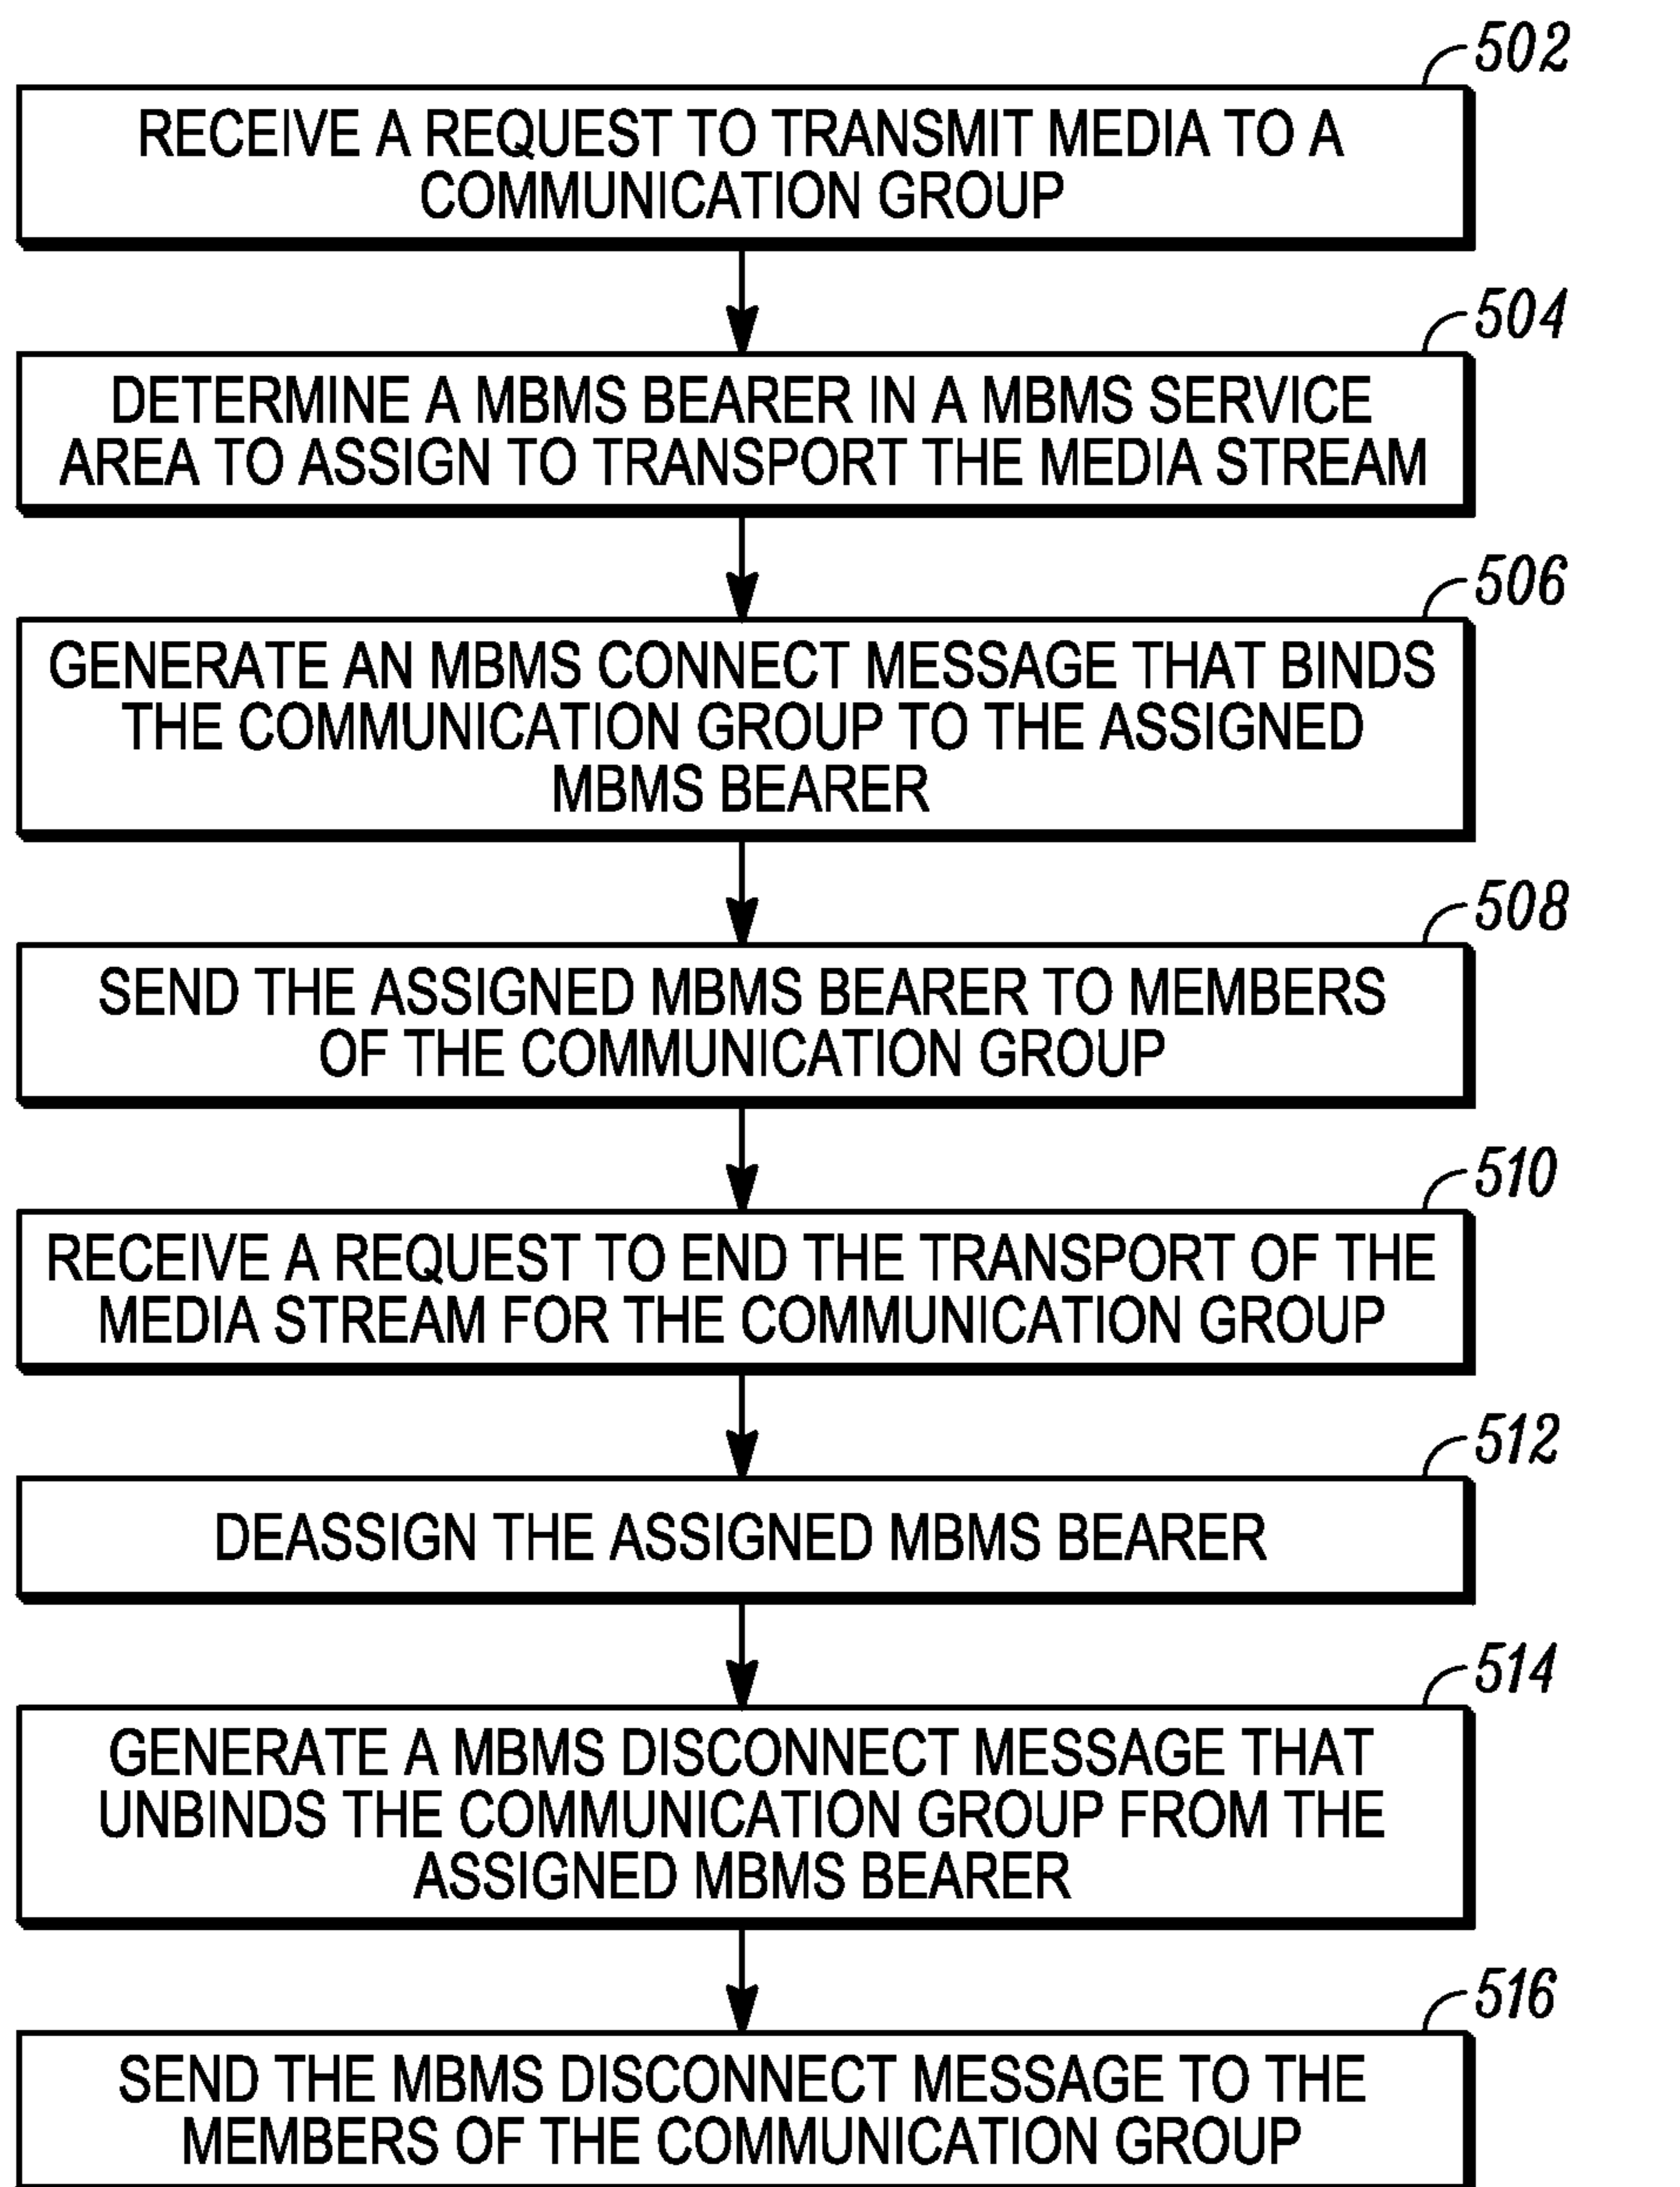 502
RECEIVE A REQUEST TO TRANSMIT MEDIA TO A
COMMUNICATION GROUP
504
DETERMINE A MBMS BEARER IN A MBMS SERVICE
AREA TO ASSIGN TO TRANSPORT THE MEDIA STREAM
506
GENERATE AN MBMS CONNECT MESSAGE THAT BINDS
THE COMMUNICATION GROUP TO THE ASSIGNED
MBMS BEARER
508
SEND THE ASSIGNED MBMS BEARER TO MEMBERS
OF THE COMMUNICATION GROUP
510
RECEIVE A REQUEST TO END THE TRANSPORT OF THE
MEDIA STREAM FOR THE COMMUNICATION GROUP
512
DEASSIGN THE ASSIGNED MBMS BEARER
514
GENERATE A MBMS DISCONNECT MESSAGE THAT
UNBINDS THE COMMUNICATION GROUP FROM THE
ASSIGNED MBMS BEARER
516
SEND THE MBMS DISCONNECT MESSAGE TO THE
MEMBERS OF THE COMMUNICATION GROUP